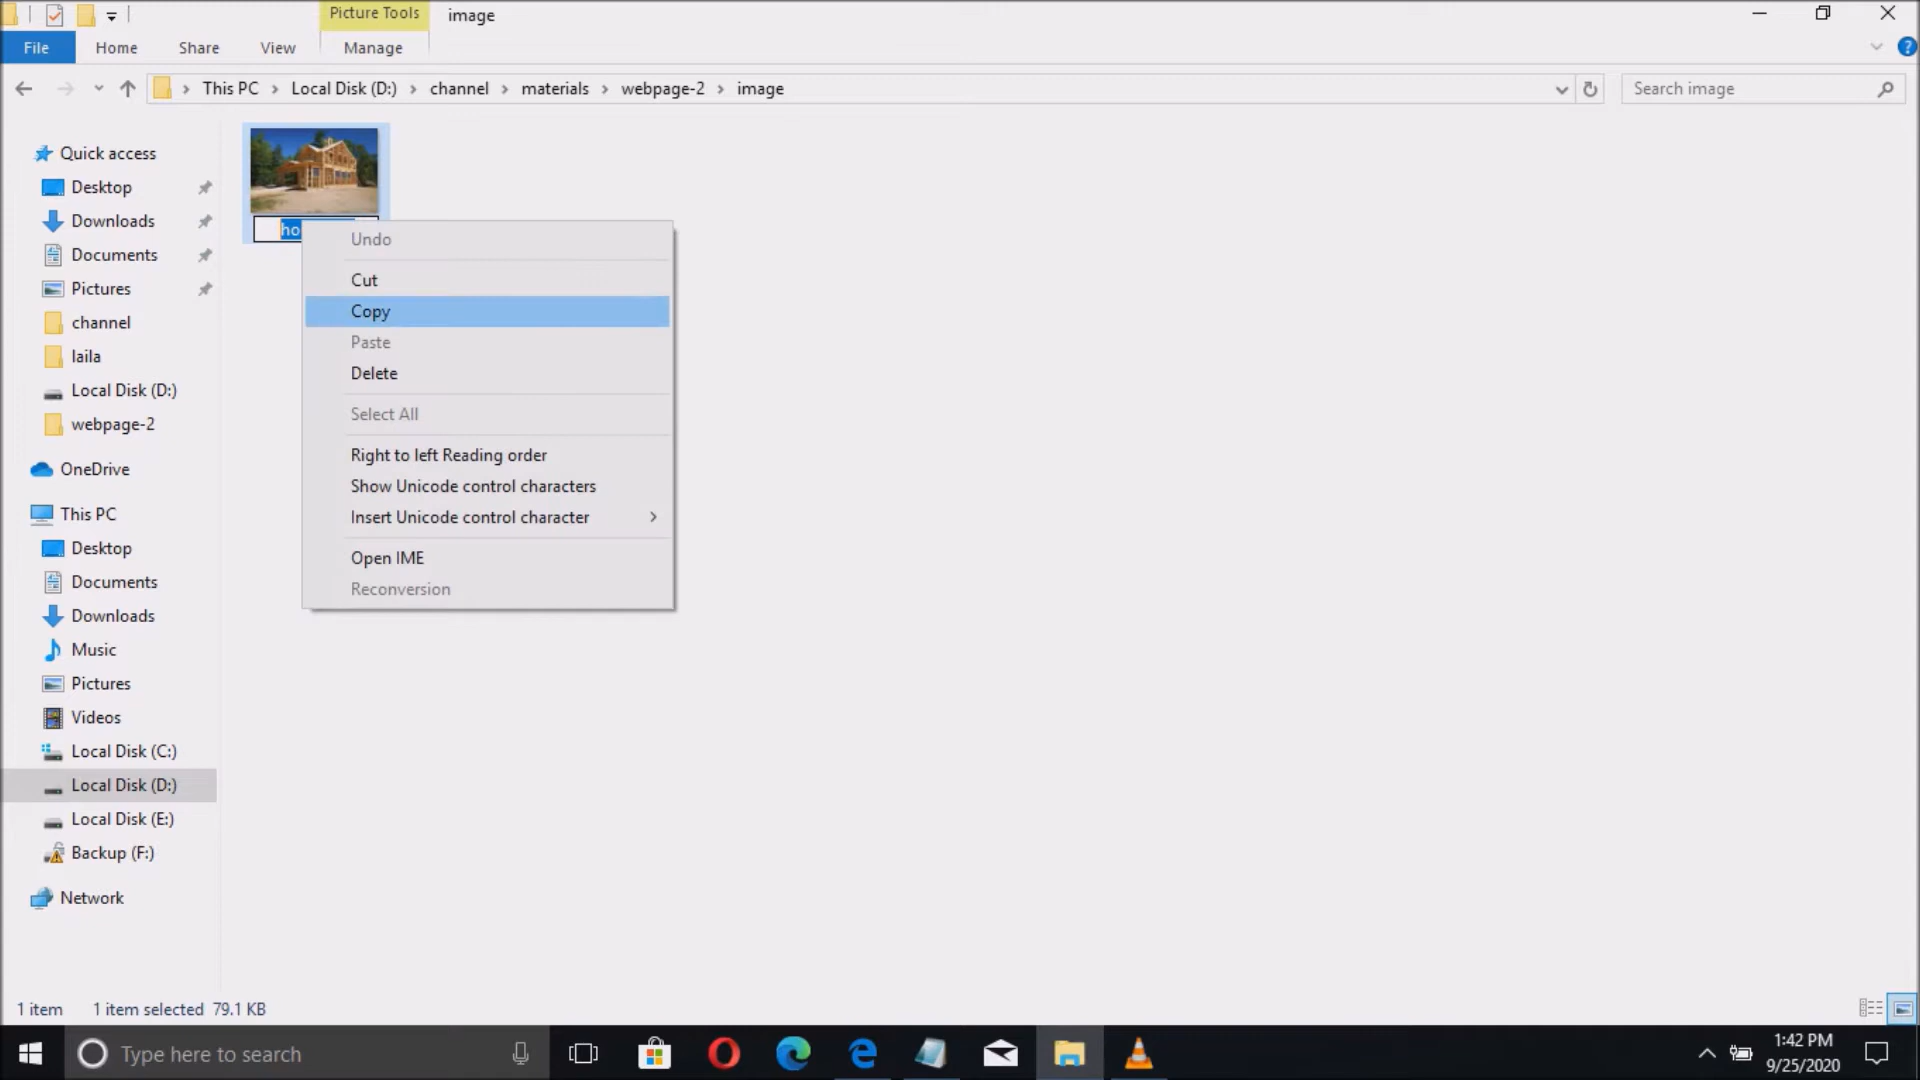 Picture Tools
image
File
Home
Share
View
Manage
This PC
Local Disk (D:)
channel
materials
webpage-2
image
Search image
Quick access
Desktop
Downloads
Documents
Pictures
channel
laila
Local Disk (D:)
webpage-2
OneDrive
This PC
Desktop
Documents
Downloads
Music
Pictures
Videos
Local Disk (C:)
Local Disk (D:)
Local Disk (E:)
Backup (F:)
Network
ho
Undo
Cut
Copy
Paste
Delete
Select All
Right to left Reading order
Show Unicode control characters
Insert Unicode control character
Open IME
Reconversion
1 item
1 item selected 79.1 KB
Type here to search
1:42 PM
9/25/2020